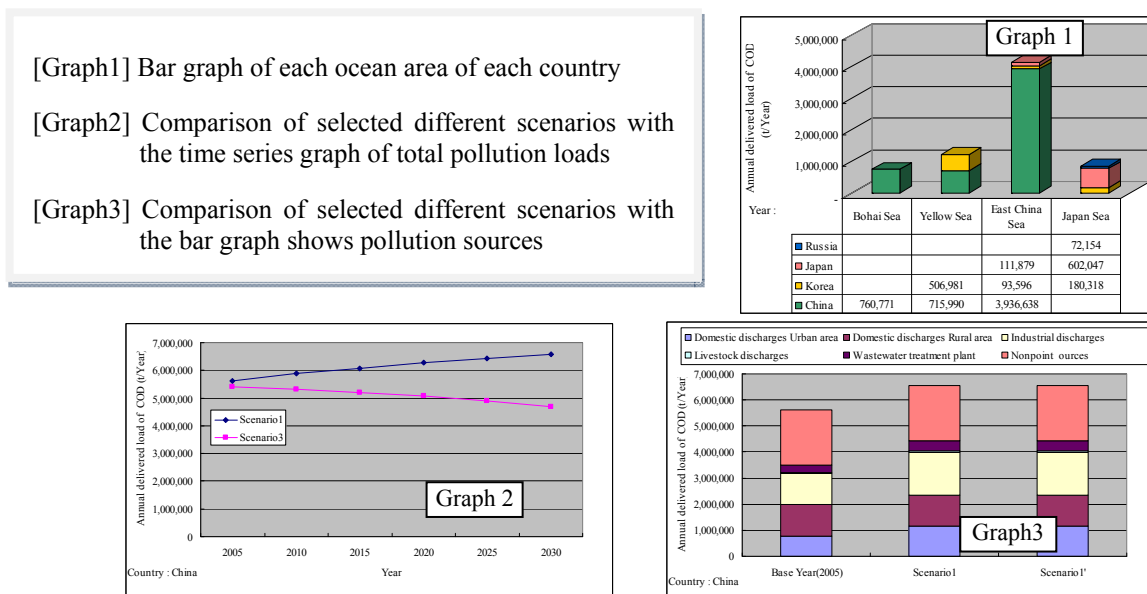 [Graph1] Bar graph of each ocean area of each country
[Graph2] Comparison of selected different scenarios with
the time series graph of total pollution loads
[Graph3] Comparison of selected different scenarios with
the bar graph shows pollution sources
Graph 1
Annual delivered load of COD
(t/Year)
5,000,000
4,000,000
3,000,000
2,000,000
1,000,000
-
Year :
Bohai Sea Yellow Sea East China Sea Japan Sea
Russia 72,154
Japan 111,879 602,047
Korea 506,981 93,596 180,318
China 760,771 715,990 3,936,638
Annual delivered load of COD (t/Year)
7,000,000
6,000,000
5,000,000
4,000,000
3,000,000
2,000,000
1,000,000
0
Scenario1
Scenario3
Graph 2
2005 2010 2015 2020 2025 2030
Country : China Year
Domestic discharges Urban area Domestic discharges Rural area Industrial discharges
Livestock discharges Wastewater treatment plant Nonpoint ources
Annual delivered load of COD (t/Year
7,000,000
6,000,000
5,000,000
4,000,000
3,000,000
2,000,000
1,000,000
0
Graph3
Base Year(2005) Scenario1 Scenario1'
Country : China